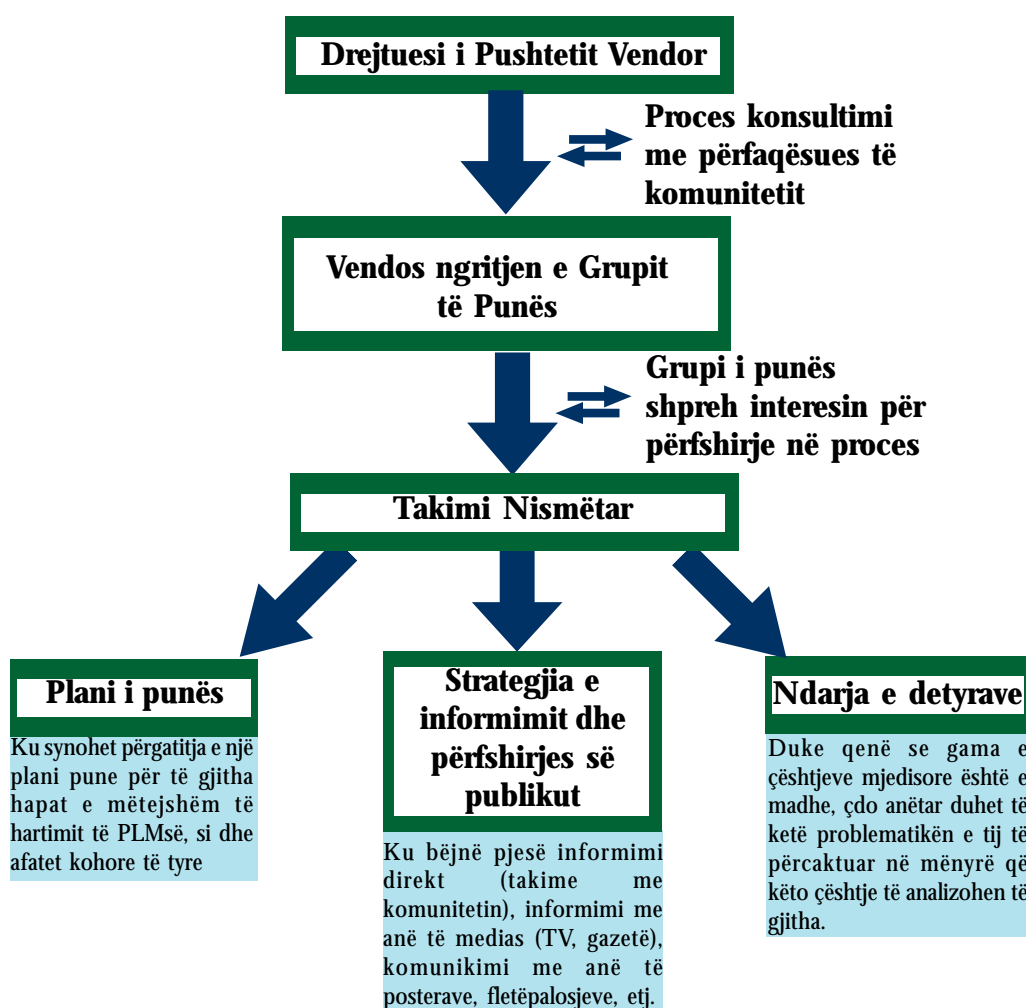 Drejtuesi i Pushtetit Vendor
Proces konsultimi
me përfaqësues të
komunitetit
Vendos ngritjen e Grupit
të Punës
Grupi i punës
shpreh interesin për
përfshirje në proces
Takimi Nismëtar
Plani i punës
Ku synohet përgatitja e një
plani pune për të gjitha
hapat e mëtejshëm të
hartimit të PLMsë, si dhe
afatet kohore të tyre
Strategjia e
informimit dhe
përfshirjes së
publikut
Ku bëjnë pjesë informimi
direkt (takime me
komunitetin), informimi me
anë të medias (TV, gazetë),
komunikimi me anë të
posterave, fletëpalosjeve, etj.
Ndarja e detyrave
Duke qenë se gama e
çështjeve mjedisore është e
madhe, çdo anëtar duhet të
ketë problematikën e tij të
përcaktuar në mënyrë që
këto çështje të analizohen të
gjitha.